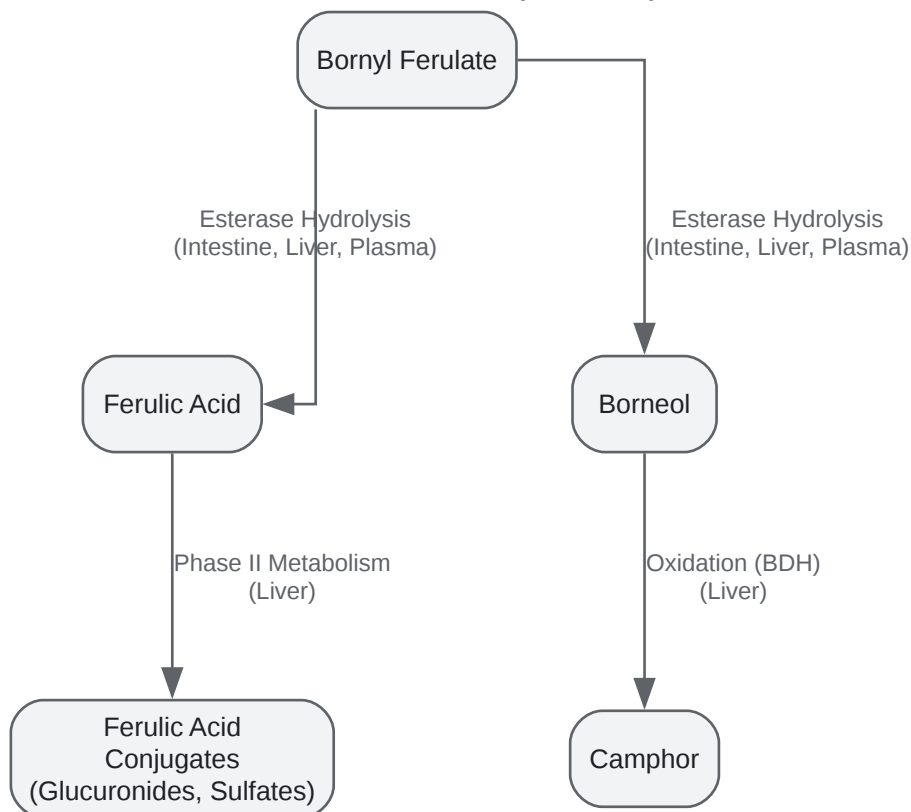 Bornyl Ferulate
Esterase Hydrolysis
(Intestine, Liver, Plasma)
Esterase Hydrolysis
(Intestine, Liver, Plasma)
Ferulic Acid
Borneol
Phase II Metabolism
(Liver)
Oxidation (BDH)
(Liver)
Ferulic Acid
Conjugates
(Glucuronides, Sulfates)
Camphor